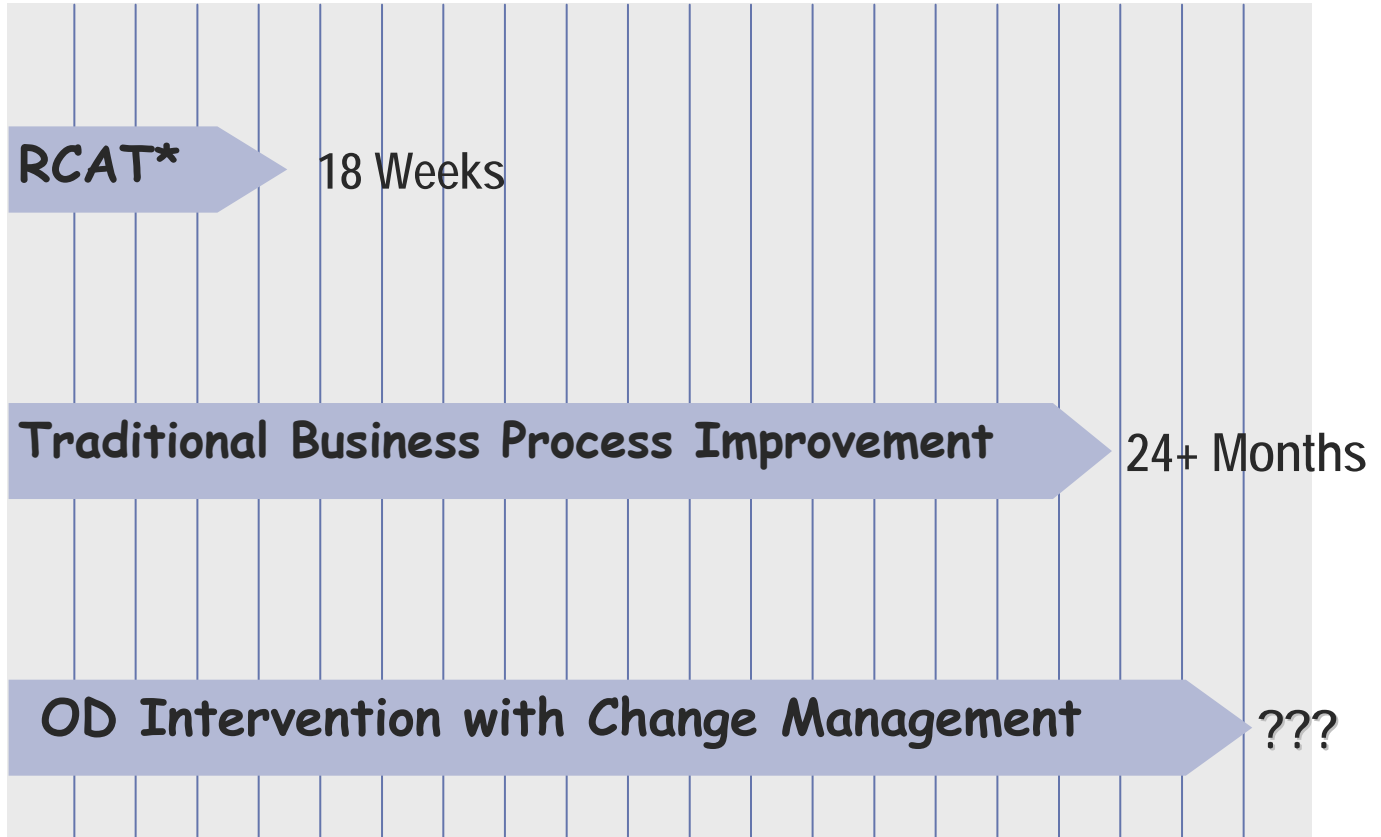 RCAT* 18 Weeks
Traditional Business Process Improvement 24+ Months
OD Intervention with Change Management ???